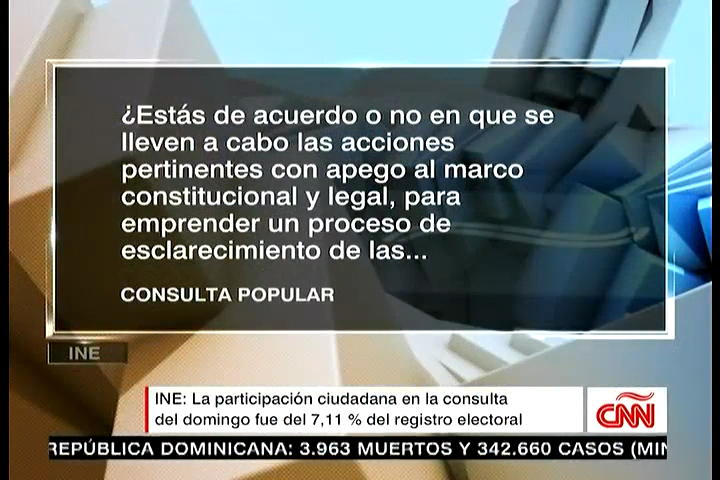 ¿Estás de acuerdo o no en que se
lleven a cabo las acciones
pertinentes con apego al marco
constitucional y legal, para
emprender un proceso de
esclarecimiento de las...
CONSULTA POPULAR
INE
INE: La participación ciudadana en la consulta
del domingo fue del 7,11 % del registro electoral
CNN
REPÚBLICA DOMINICANA: 3.963 MUERTOS Y 342.660 CASOS (MIN